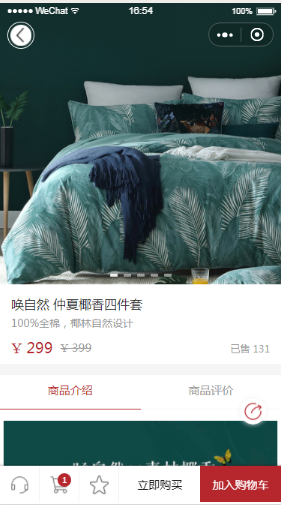 WeChat 16:54 100%
唤自然 仲夏椰香四件套
100%全棉，椰林自然设计
¥ 299 ¥ 399 已售 131
商品介绍 商品评价
1 立即购买 加入购物车